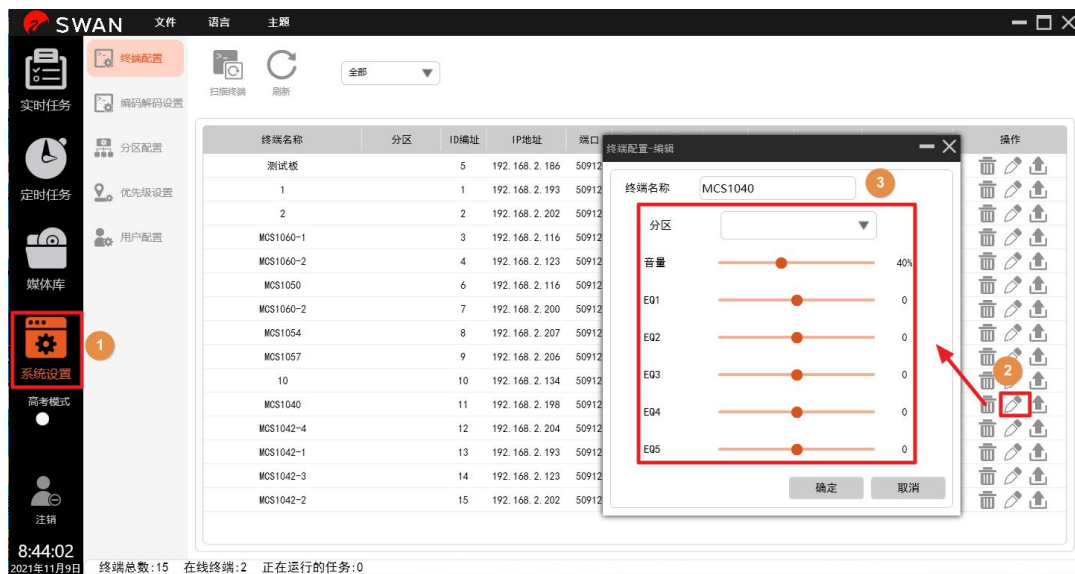 SWAN 文件 语言 主题
实时任务
定时任务
媒体库
系统设置
高考模式
注销
8:44:02
2021年11月9日
终端配置
编码解码设置
分区配置
优先级设置
用户配置
扫描终端 刷新 全部
终端名称 分区 ID编址 IP地址 端口 操作
测试板 5 192.168.2.186 50912
1 1 192.168.2.193 50912
2 2 192.168.2.202 50912
MCS1060-1 3 192.168.2.116 50912
MCS1060-2 4 192.168.2.123 50912
MCS1050 6 192.168.2.116 50912
MCS1060-2 7 192.168.2.200 50912
MCS1054 8 192.168.2.207 50912
MCS1057 9 192.168.2.206 50912
10 10 192.168.2.134 50912
MCS1040 11 192.168.2.198 50912
MCS1042-4 12 192.168.2.204 50912
MCS1042-1 13 192.168.2.193 50912
MCS1042-3 14 192.168.2.123 50912
MCS1042-2 15 192.168.2.202 50912
终端配置-编辑
终端名称 MCS1040
分区
音量 40%
EQ1 0
EQ2 0
EQ3 0
EQ4 0
EQ5 0
确定 取消
1
2
3
终端总数:15 在线终端:2 正在运行的任务:0